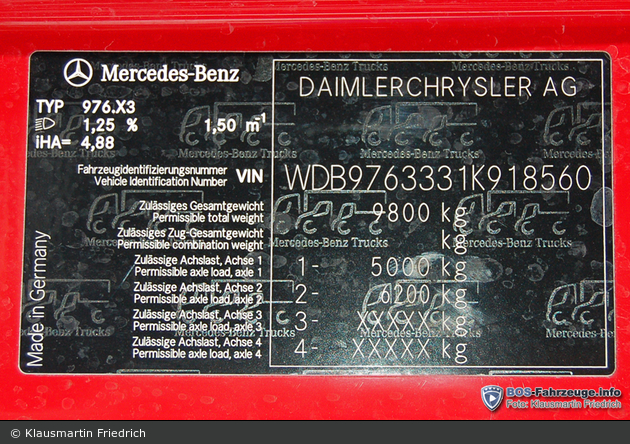 Mercedes-Benz
DAIMLERCHRYSLER AG
TYP 976.X3
1,25 % 1,50 m⁻¹
iHA= 4,88
Fahrzeugidentifizierungsnummer
Vehicle Identification Number VIN WDB9763331K918560
Zulässiges Gesamtgewicht
Permissible total weight 9800 kg
Zulässiges Zug-Gesamtgewicht
Permissible combination weight kg
Zulässige Achslast, Achse 1
Permissible axle load, axle 1 1- 5000 kg
Zulässige Achslast, Achse 2
Permissible axle load, axle 2 2- 6200 kg
Zulässige Achslast, Achse 3
Permissible axle load, axle 3 3- XXXXX kg
Zulässige Achslast, Achse 4
Permissible axle load, axle 4 4- XXXXX kg
Made in Germany
Mercedes-Benz Trucks
BOS-Fahrzeuge.info
Foto: Klausmartin Friedrich
© Klausmartin Friedrich